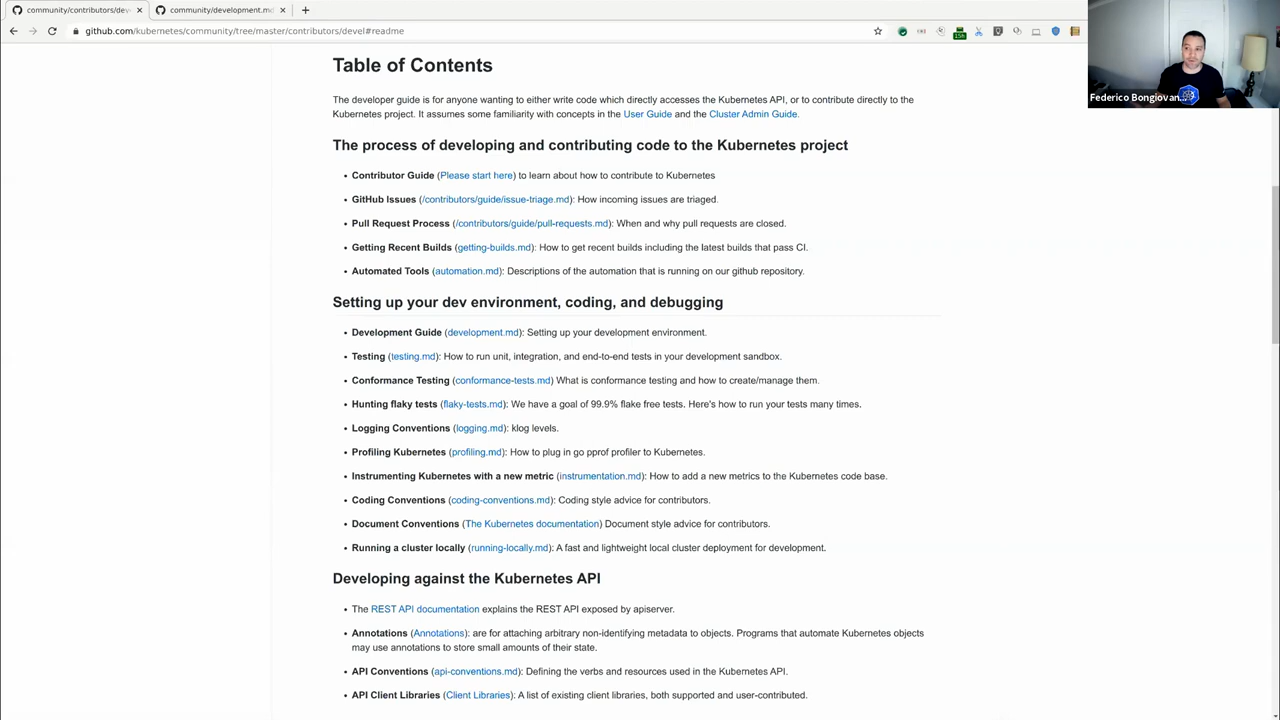 community/contributors/dev
community/development.md
github.com/kubernetes/community/tree/master/contributors/devel#readme
15h
Federico Bongiovan...
Table of Contents
The developer guide is for anyone wanting to either write code which directly accesses the Kubernetes API, or to contribute directly to the
Kubernetes project. It assumes some familiarity with concepts in the User Guide and the Cluster Admin Guide.
The process of developing and contributing code to the Kubernetes project
• Contributor Guide (Please start here) to learn about how to contribute to Kubernetes
• GitHub Issues (/contributors/guide/issue-triage.md): How incoming issues are triaged.
• Pull Request Process (/contributors/guide/pull-requests.md): When and why pull requests are closed.
• Getting Recent Builds (getting-builds.md): How to get recent builds including the latest builds that pass CI.
• Automated Tools (automation.md): Descriptions of the automation that is running on our github repository.
Setting up your dev environment, coding, and debugging
• Development Guide (development.md): Setting up your development environment.
• Testing (testing.md): How to run unit, integration, and end-to-end tests in your development sandbox.
• Conformance Testing (conformance-tests.md) What is conformance testing and how to create/manage them.
• Hunting flaky tests (flaky-tests.md): We have a goal of 99.9% flake free tests. Here's how to run your tests many times.
• Logging Conventions (logging.md): klog levels.
• Profiling Kubernetes (profiling.md): How to plug in go pprof profiler to Kubernetes.
• Instrumenting Kubernetes with a new metric (instrumentation.md): How to add a new metrics to the Kubernetes code base.
• Coding Conventions (coding-conventions.md): Coding style advice for contributors.
• Document Conventions (The Kubernetes documentation) Document style advice for contributors.
• Running a cluster locally (running-locally.md): A fast and lightweight local cluster deployment for development.
Developing against the Kubernetes API
• The REST API documentation explains the REST API exposed by apiserver.
• Annotations (Annotations): are for attaching arbitrary non-identifying metadata to objects. Programs that automate Kubernetes objects
may use annotations to store small amounts of their state.
• API Conventions (api-conventions.md): Defining the verbs and resources used in the Kubernetes API.
• API Client Libraries (Client Libraries): A list of existing client libraries, both supported and user-contributed.